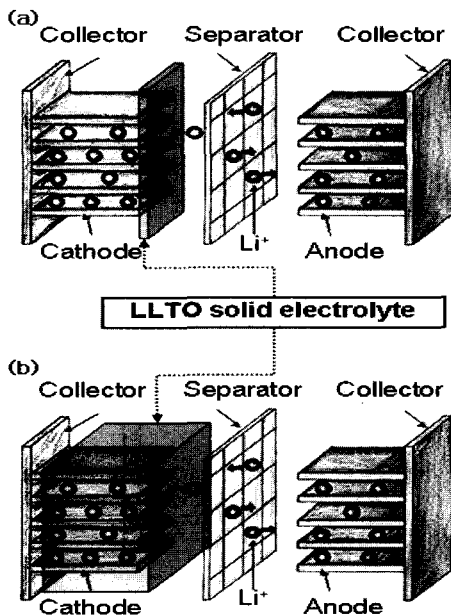 (a)
Collector Separator Collector
Cathode Li⁺ Anode
LLTO solid electrolyte
(b)
Collector Separator Collector
Cathode Li⁺ Anode